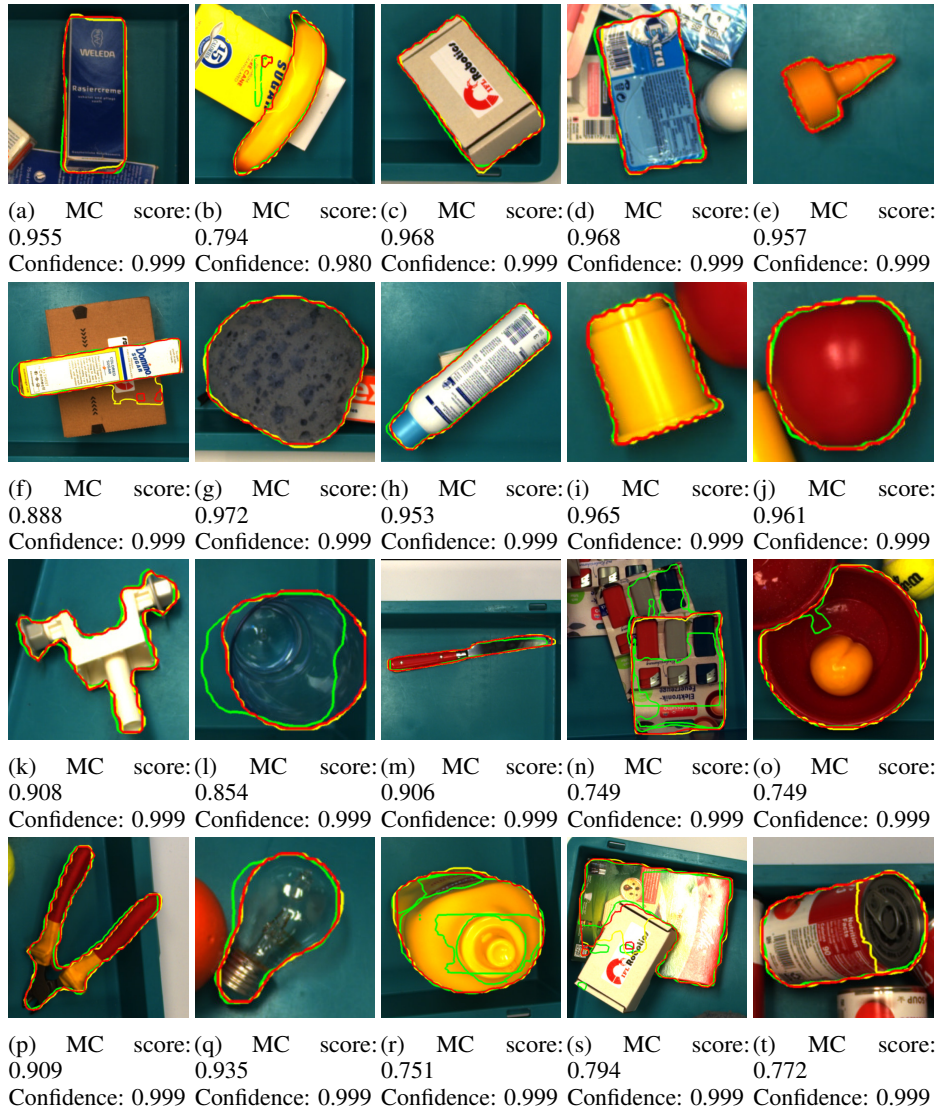 WELEDA
Rasiercreme
15
SUGAR
IPL Robolics
(a) MC score: 0.955
Confidence: 0.999
(b) MC score: 0.794
Confidence: 0.980
(c) MC score: 0.968
Confidence: 0.999
(d) MC score: 0.968
Confidence: 0.999
(e) MC score: 0.957
Confidence: 0.999
Domino
SUGAR
(f) MC score: 0.888
Confidence: 0.999
(g) MC score: 0.972
Confidence: 0.999
(h) MC score: 0.953
Confidence: 0.999
(i) MC score: 0.965
Confidence: 0.999
(j) MC score: 0.961
Confidence: 0.999
Elektronik-
Feuerzeuge
(k) MC score: 0.908
Confidence: 0.999
(l) MC score: 0.854
Confidence: 0.999
(m) MC score: 0.906
Confidence: 0.999
(n) MC score: 0.749
Confidence: 0.999
(o) MC score: 0.749
Confidence: 0.999
(p) MC score: 0.909
Confidence: 0.999
(q) MC score: 0.935
Confidence: 0.999
(r) MC score: 0.751
Confidence: 0.999
(s) MC score: 0.794
Confidence: 0.999
(t) MC score: 0.772
Confidence: 0.999